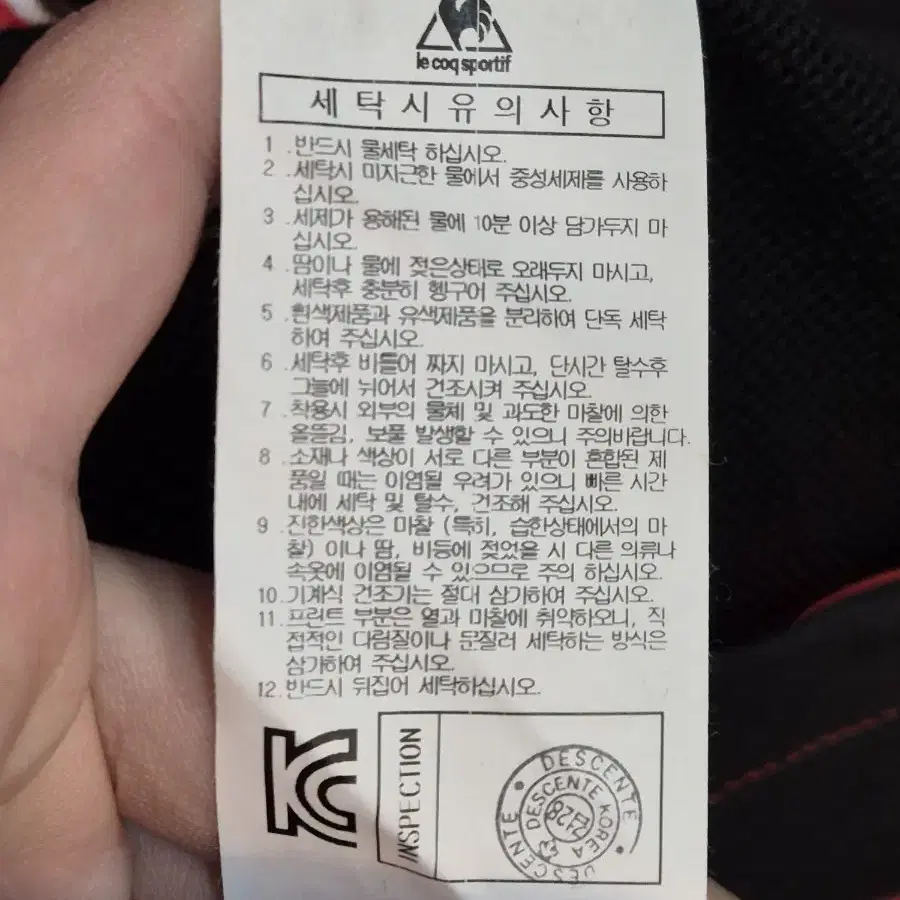 le coq sportif
세탁시유의사항
1 .반드시 물세탁 하십시오.
2 .세탁시 미지근한 물에서 중성세제를 사용하
십시오.
3 .세제가 용해된 물에 10분 이상 담가두지 마
십시오.
4 .땀이나 물에 젖은상태로 오래두지 마시고,
세탁후 충분히 헹구어 주십시오.
5 .흰색제품과 유색제품을 분리하여 단독 세탁
하여 주십시오.
6 .세탁후 비틀어 짜지 마시고, 단시간 탈수후
그늘에 뉘어서 건조시켜 주십시오.
7 .착용시 외부의 물체 및 과도한 마찰에 의한
올뜯김, 보풀 발생할 수 있으니 주의바랍니다.
8 .소재나 색상이 서로 다른 부분이 혼합된 제
품일 때는 이염될 우려가 있으니 빠른 시간
내에 세탁 및 탈수, 건조해 주십시오.
9 .진한색상은 마찰 (특히, 습한상태에서의 마
찰) 이나 땀, 비등에 젖었을 시 다른 의류나
속옷에 이염될 수 있으므로 주의 하십시오.
10.기계식 건조기는 절대 삼가하여 주십시오.
11.프린트 부분은 열과 마찰에 취약하오니, 직
접적인 다림질이나 문질러 세탁하는 방식은
삼가하여 주십시오.
12.반드시 뒤집어 세탁하십시오.
KC
INSPECTION
DESCENTE
DESCENTE KOREA
DESCENTE